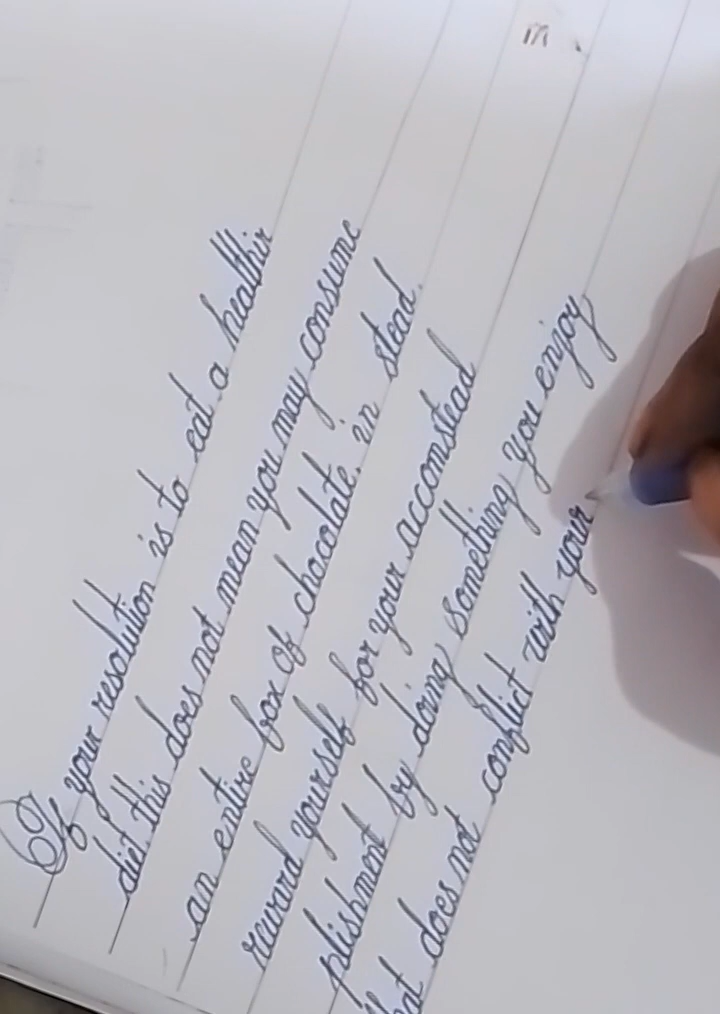 If your resolution is to eat a healthir
diet, this does not mean you may consume
an entire box of chocolate. in stead.
reward yourself for your accomstead
plishment by doing something you enjoy
that does not conflict with your
m